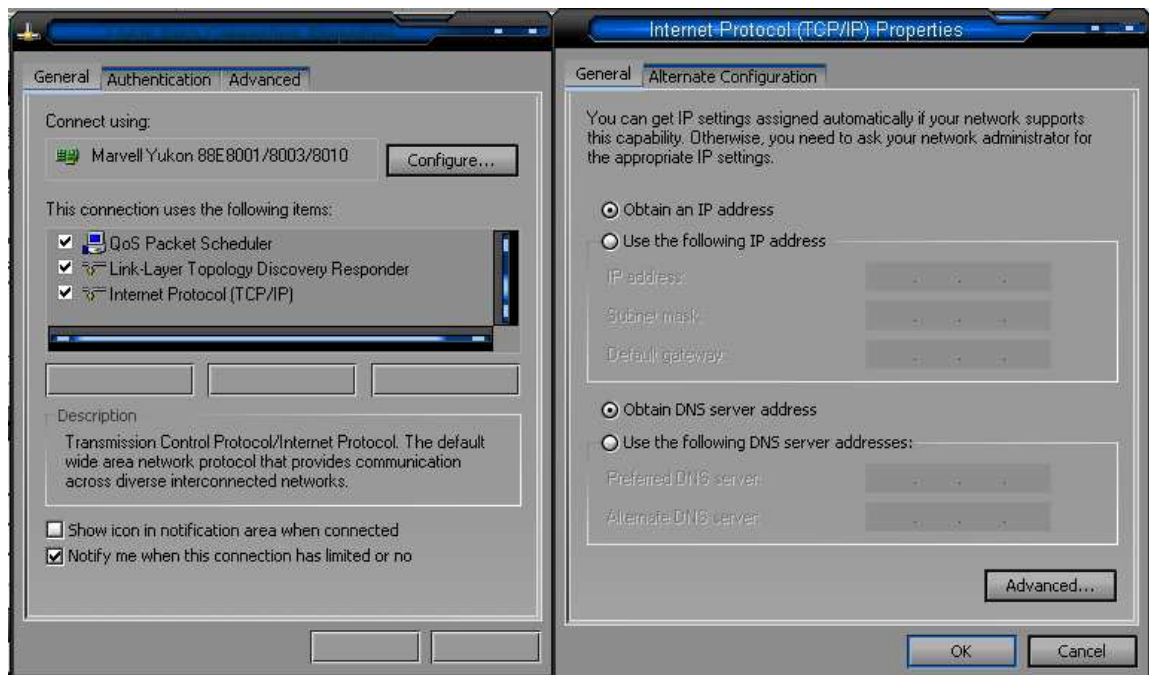 General Authentication Advanced
Connect using:
Marvell Yukon 88E8001/8003/8010
Configure...
This connection uses the following items:
QoS Packet Scheduler
Link-Layer Topology Discovery Responder
Internet Protocol (TCP/IP)
Description
Transmission Control Protocol/Internet Protocol. The default
wide area network protocol that provides communication
across diverse interconnected networks.
Show icon in notification area when connected
Notify me when this connection has limited or no
Internet Protocol (TCP/IP) Properties
General Alternate Configuration
You can get IP settings assigned automatically if your network supports
this capability. Otherwise, you need to ask your network administrator for
the appropriate IP settings.
Obtain an IP address
Use the following IP address
IP address:
Subnet mask:
Default gateway:
Obtain DNS server address
Use the following DNS server addresses:
Preferred DNS server:
Alternate DNS server:
Advanced...
OK Cancel